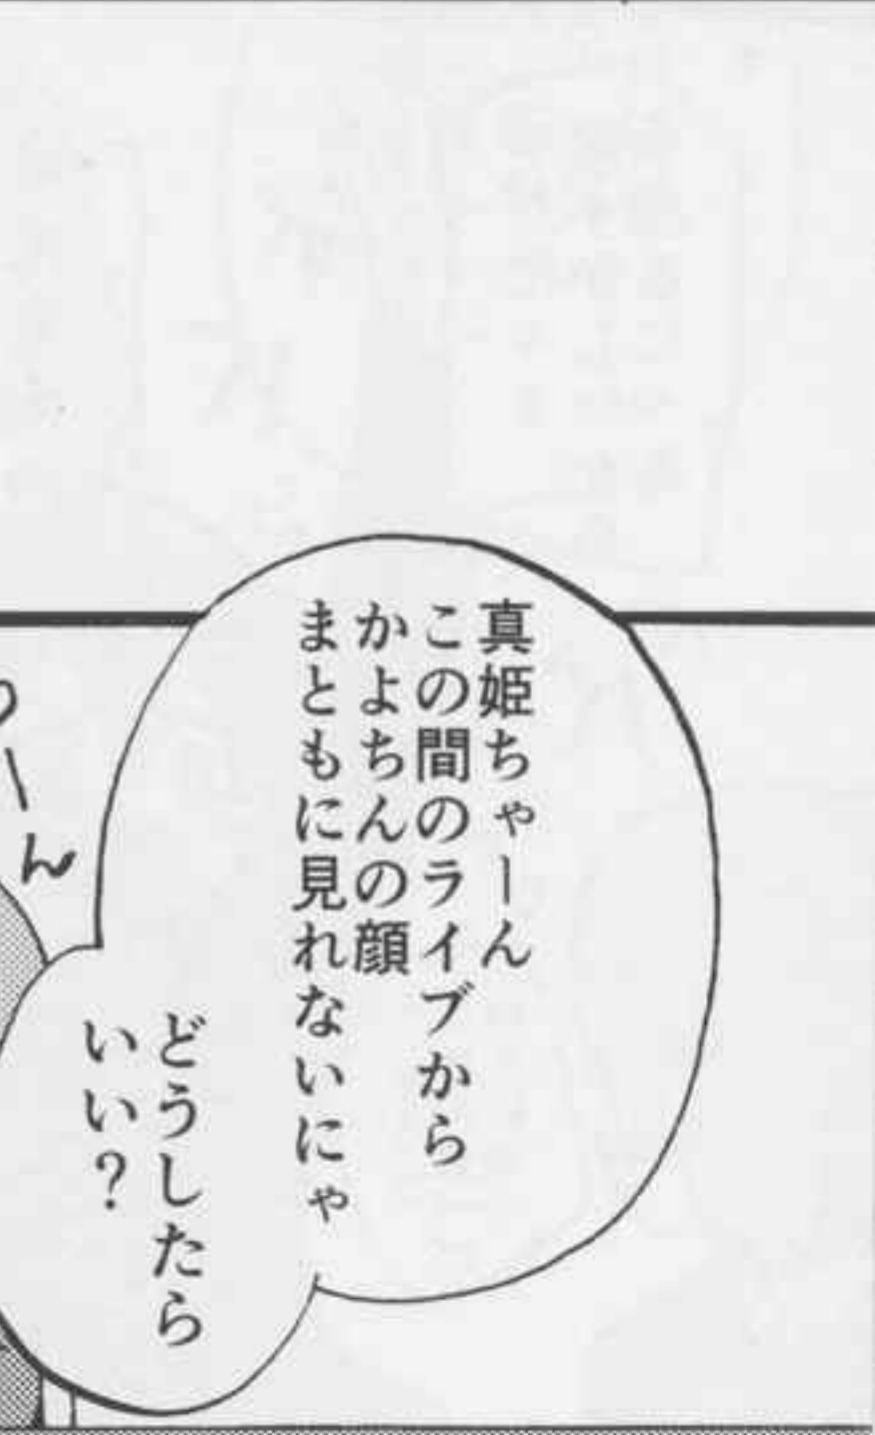 真姫ちゃーん
この間のライブから
かよちんの顔
まともに見れないにゃ
どうしたら
いい？
ーん